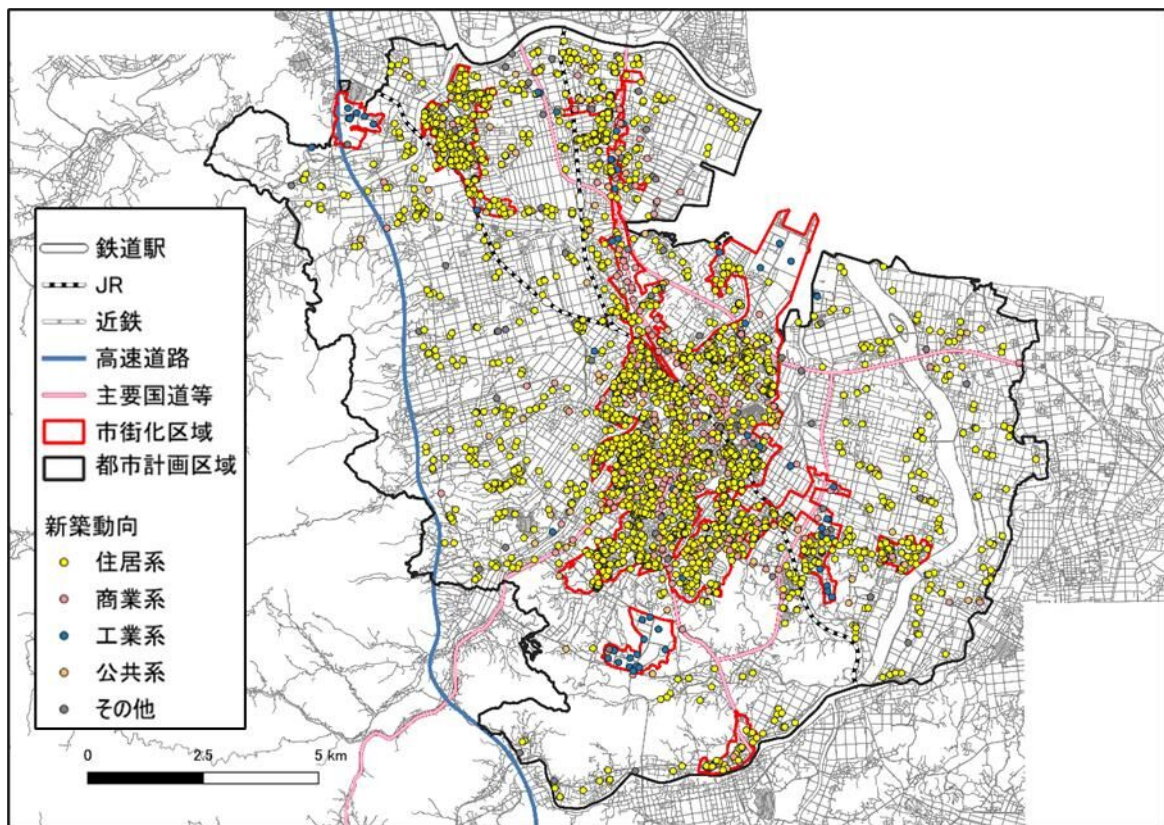 鉄道駅
JR
近鉄
高速道路
主要国道等
市街化区域
都市計画区域
新築動向
住居系
商業系
工業系
公共系
その他
0 2.5 5 km